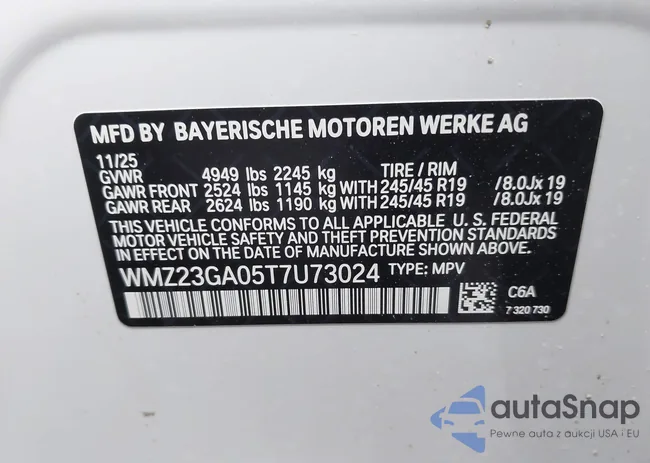 MFD BY BAYERISCHE MOTOREN WERKE AG
11/25
GVWR 4949 lbs 2245 kg TIRE / RIM
GAWR FRONT 2524 lbs 1145 kg WITH 245/45 R19 /8.0Jx 19
GAWR REAR 2624 lbs 1190 kg WITH 245/45 R19 /8.0Jx 19
THIS VEHICLE CONFORMS TO ALL APPLICABLE U. S. FEDERAL
MOTOR VEHICLE SAFETY AND THEFT PREVENTION STANDARDS
IN EFFECT ON THE DATE OF MANUFACTURE SHOWN ABOVE.
WMZ23GA05T7U73024 TYPE: MPV
C6A
7 320 730
autaSnap
Pewne auta z aukcji USA i EU